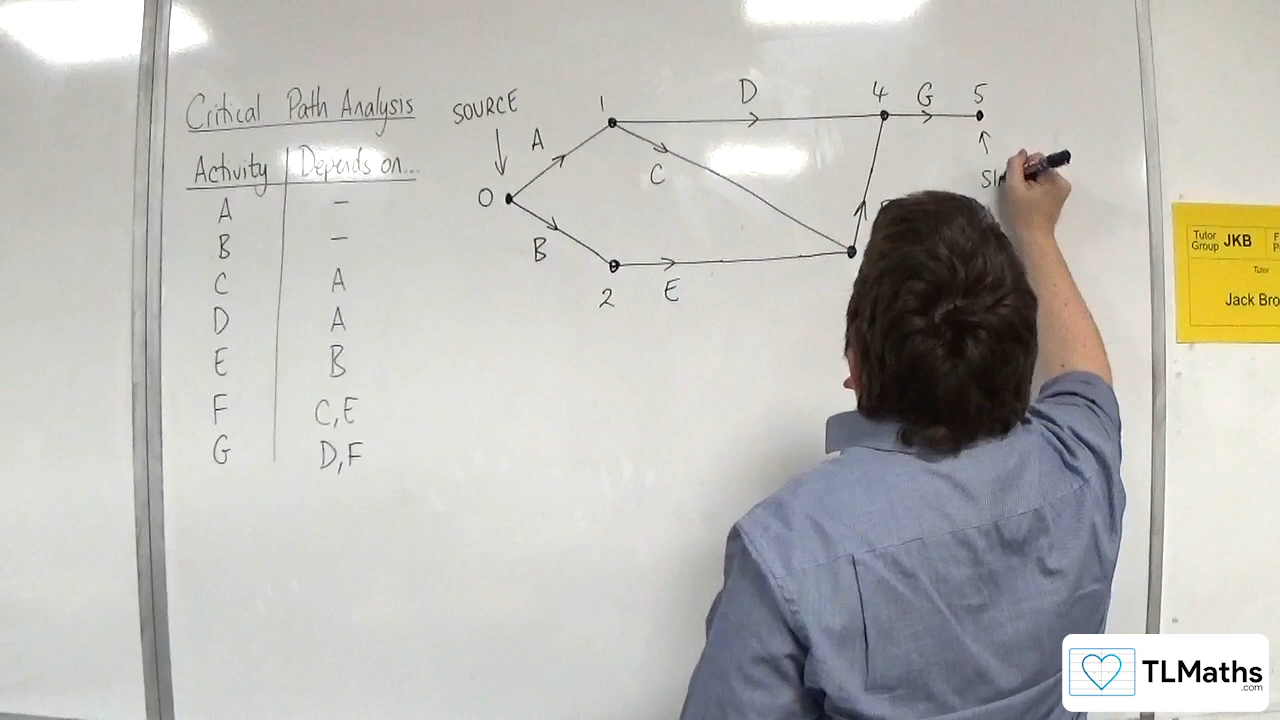 Critical Path Analysis
Activity Depends on...
A –
B –
C A
D A
E B
F C,E
G D,F
SOURCE
0
A
1
B
2
C
D
E
4
G
5
Tutor Group JKB
Tutor
Jack Bro
TLMaths
.com